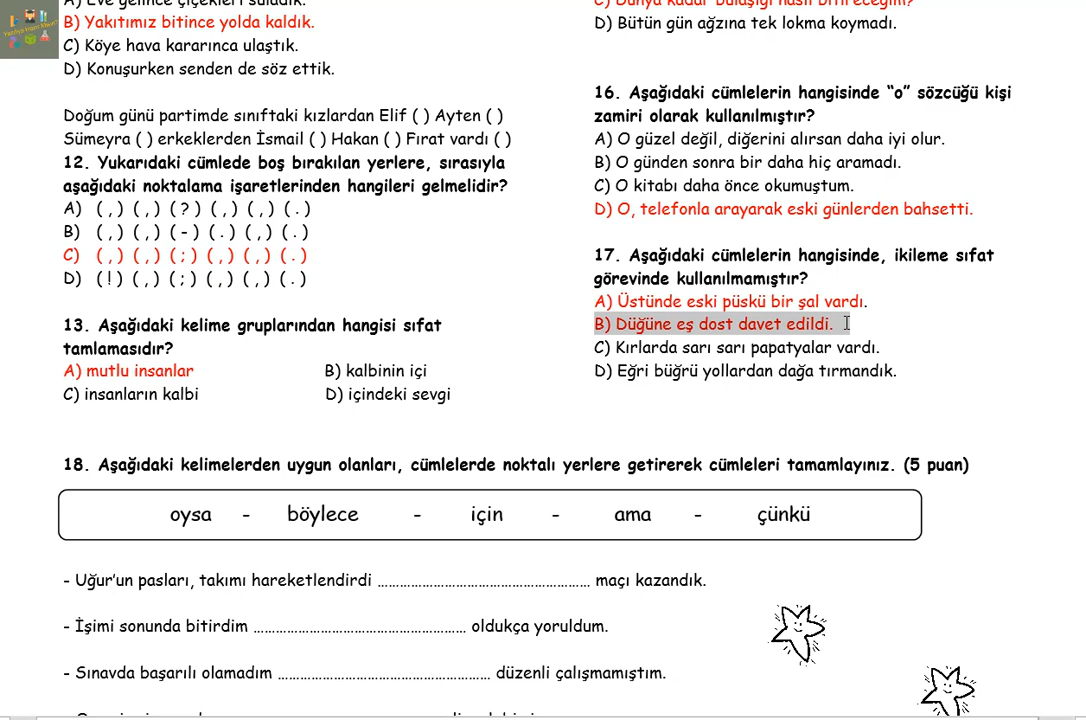 B) Yakıtımız bitince yolda kaldık.
C) Köye hava kararınca ulaştık.
D) Konuşurken senden de söz ettik.
Doğum günü partimde sınıftaki kızlardan Elif ( ) Ayten ( )
Sümeyra ( ) erkeklerden İsmail ( ) Hakan ( ) Fırat vardı ( )
12. Yukarıdaki cümlede boş bırakılan yerlere, sırasıyla
aşağıdaki noktalama işaretlerinden hangileri gelmelidir?
A) ( , ) ( , ) ( ? ) ( , ) ( , ) ( . )
B) ( , ) ( , ) ( - ) ( . ) ( , ) ( . )
C) ( , ) ( , ) ( ; ) ( , ) ( , ) ( . )
D) ( ! ) ( , ) ( ; ) ( , ) ( , ) ( . )
13. Aşağıdaki kelime gruplarından hangisi sıfat
tamlamasıdır?
A) mutlu insanlar B) kalbinin içi
C) insanların kalbi D) içindeki sevgi
D) Bütün gün ağzına tek lokma koymadı.
16. Aşağıdaki cümlelerin hangisinde “o” sözcüğü kişi
zamiri olarak kullanılmıştır?
A) O güzel değil, diğerini alırsan daha iyi olur.
B) O günden sonra bir daha hiç aramadı.
C) O kitabı daha önce okumuştum.
D) O, telefonla arayarak eski günlerden bahsetti.
17. Aşağıdaki cümlelerin hangisinde, ikileme sıfat
görevinde kullanılmamıştır?
A) Üstünde eski püskü bir şal vardı.
B) Düğüne eş dost davet edildi.
C) Kırlarda sarı sarı papatyalar vardı.
D) Eğri büğrü yollardan dağa tırmandık.
18. Aşağıdaki kelimelerden uygun olanları, cümlelerde noktalı yerlere getirerek cümleleri tamamlayınız. (5 puan)
oysa - böylece - için - ama - çünkü
- Uğur’un pasları, takımı hareketlendirdi ………………………………………………… maçı kazandık.
- İşimi sonunda bitirdim ………………………………………………… oldukça yoruldum.
- Sınavda başarılı olamadım ………………………………………………… düzenli çalışmamıştım.